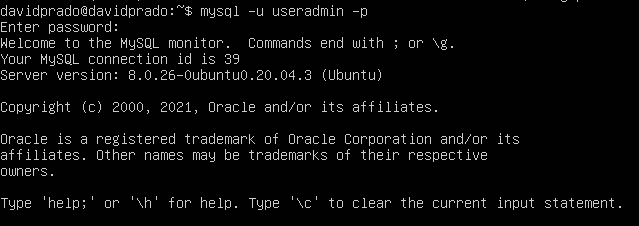 davidprado@davidprado:~$ mysql -u useradmin -p
Enter password:
Welcome to the MySQL monitor.  Commands end with ; or \g.
Your MySQL connection id is 39
Server version: 8.0.26-0ubuntu0.20.04.3 (Ubuntu)

Copyright (c) 2000, 2021, Oracle and/or its affiliates.

Oracle is a registered trademark of Oracle Corporation and/or its
affiliates. Other names may be trademarks of their respective
owners.

Type 'help;' or '\h' for help. Type '\c' to clear the current input statement.